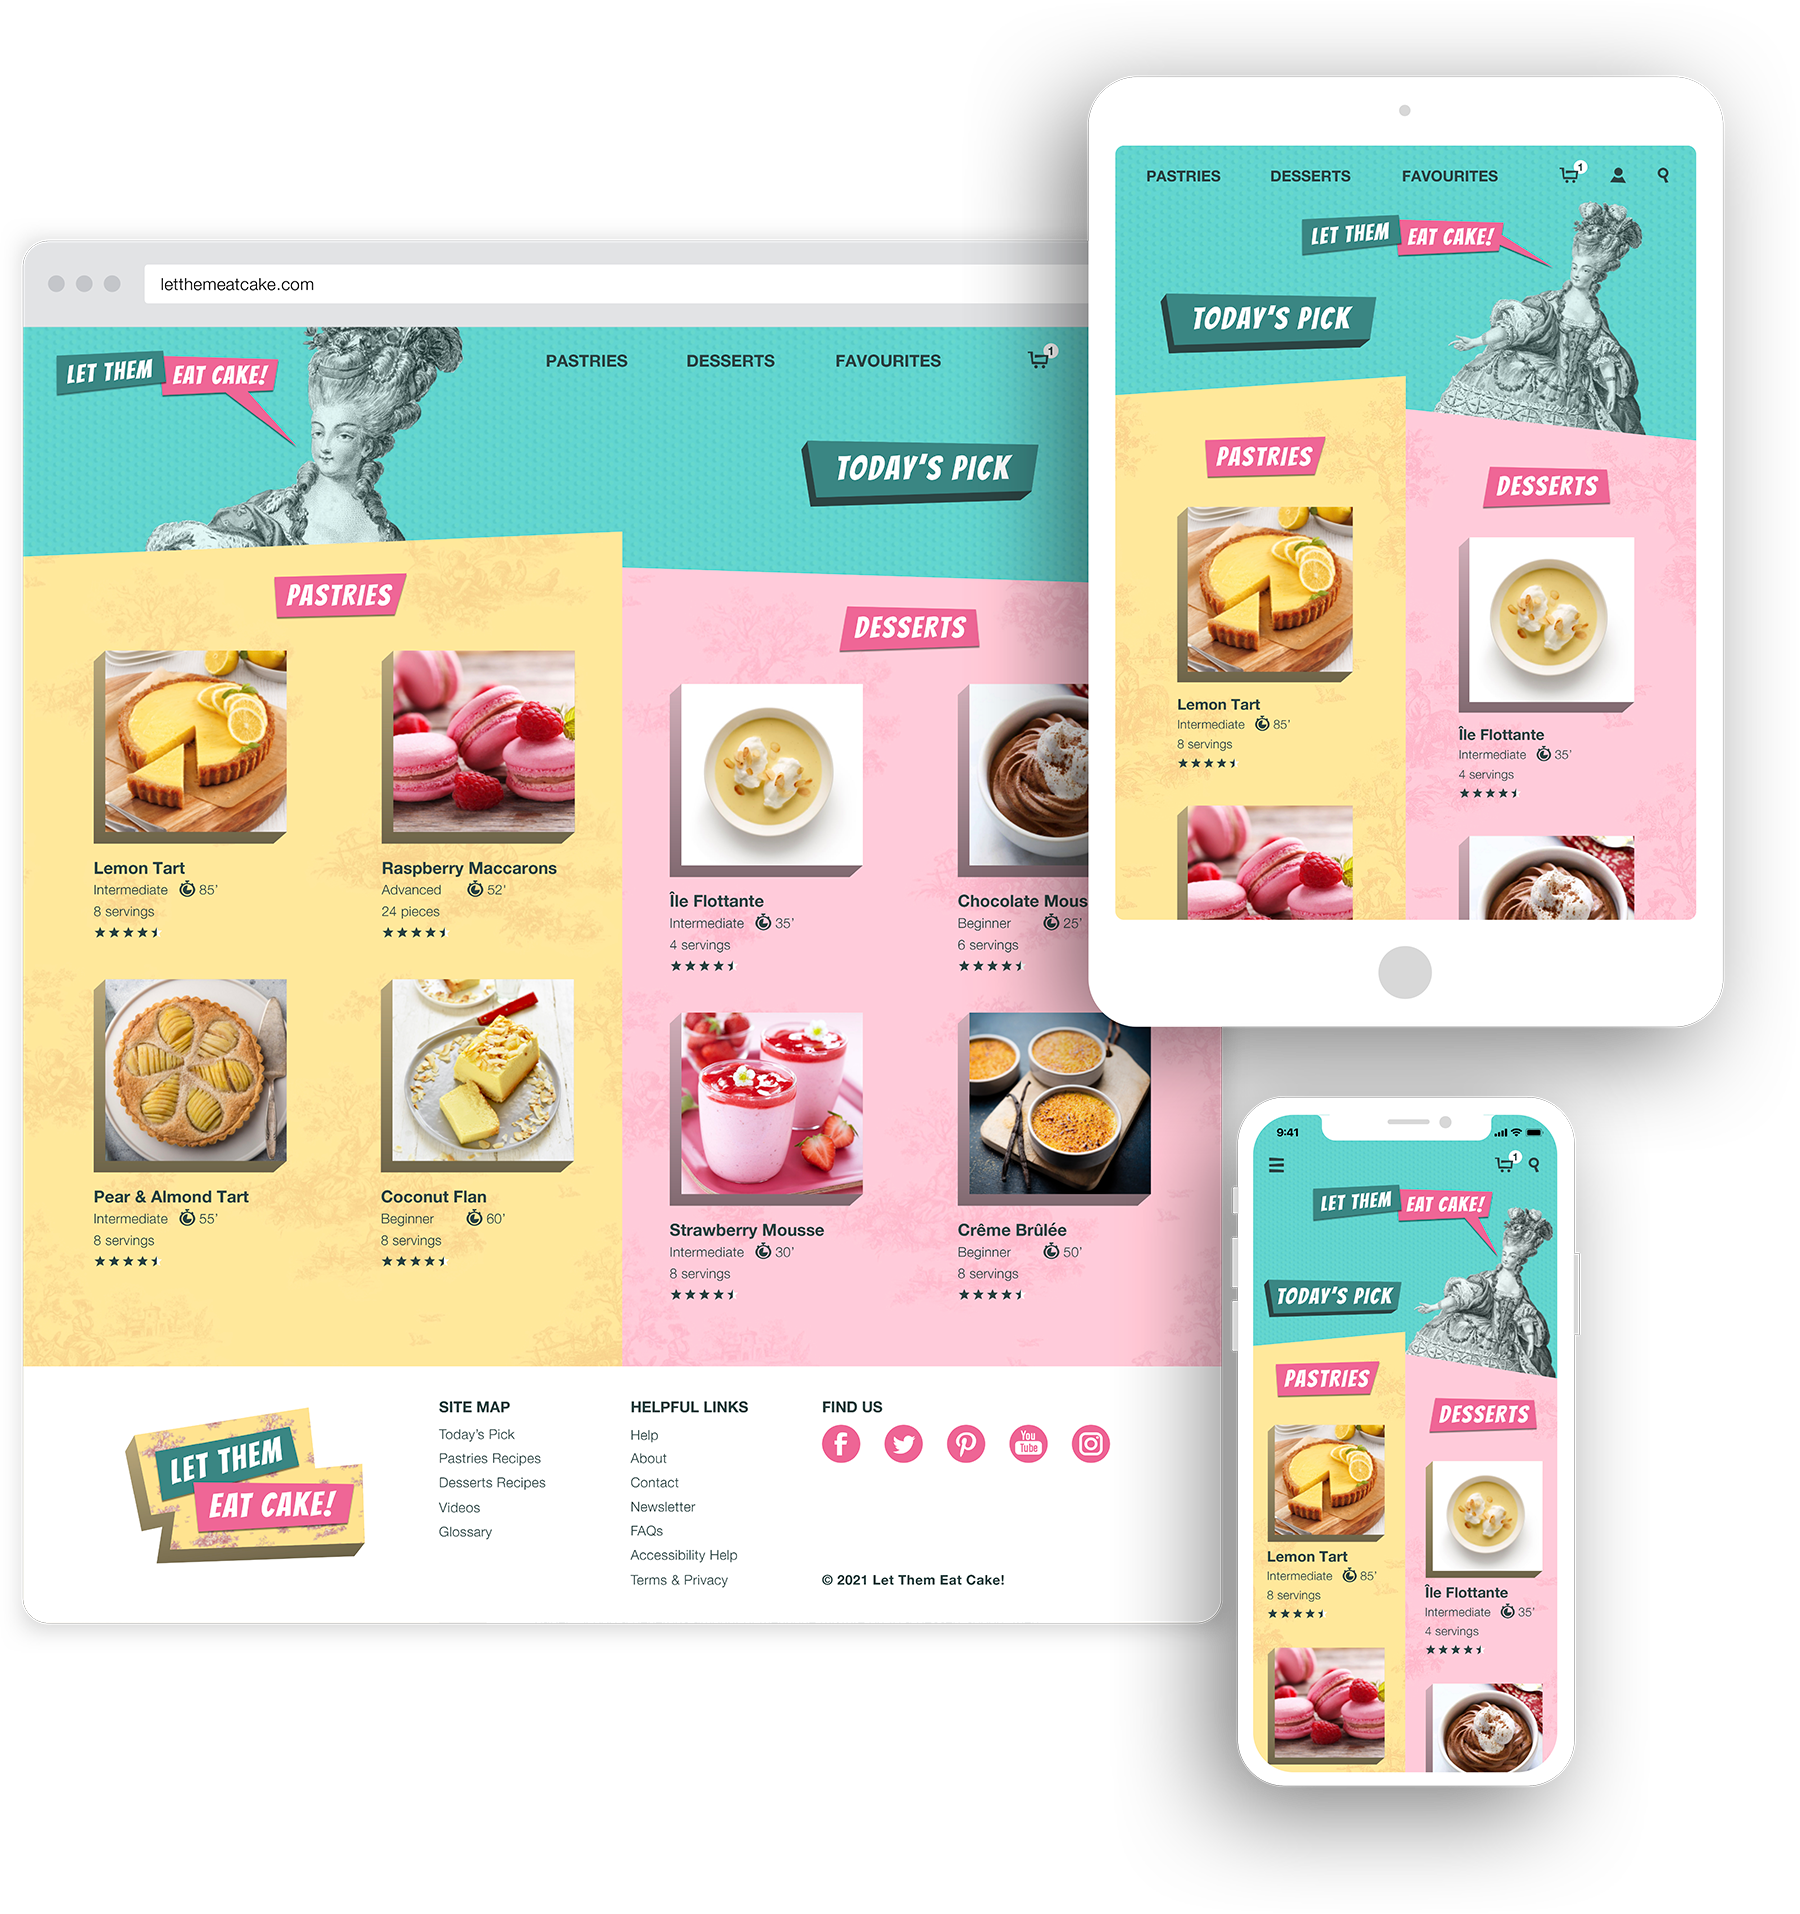 letthemeatcake.com
LET THEM
EAT CAKE!
PASTRIES DESSERTS FAVOURITES 1
TODAY'S PICK
PASTRIES
DESSERTS
Lemon Tart
Intermediate 85'
8 servings
Raspberry Maccarons
Advanced 52'
24 pieces
Île Flottante
Intermediate 35'
4 servings
Chocolate Mous
Beginner 25'
6 servings
Pear & Almond Tart
Intermediate 55'
8 servings
Coconut Flan
Beginner 60'
8 servings
Strawberry Mousse
Intermediate 30'
8 servings
Crême Brûlée
Beginner 50'
8 servings
LET THEM
EAT CAKE!
SITE MAP
Today's Pick
Pastries Recipes
Desserts Recipes
Videos
Glossary
HELPFUL LINKS
Help
About
Contact
Newsletter
FAQs
Accessibility Help
Terms & Privacy
FIND US
You
Tube
© 2021 Let Them Eat Cake!
PASTRIES DESSERTS FAVOURITES 1
LET THEM
EAT CAKE!
TODAY'S PICK
PASTRIES
DESSERTS
Lemon Tart
Intermediate 85'
8 servings
Île Flottante
Intermediate 35'
4 servings
9:41
1
LET THEM
EAT CAKE!
TODAY'S PICK
PASTRIES
DESSERTS
Lemon Tart
Intermediate 85'
8 servings
Île Flottante
Intermediate 35'
4 servings